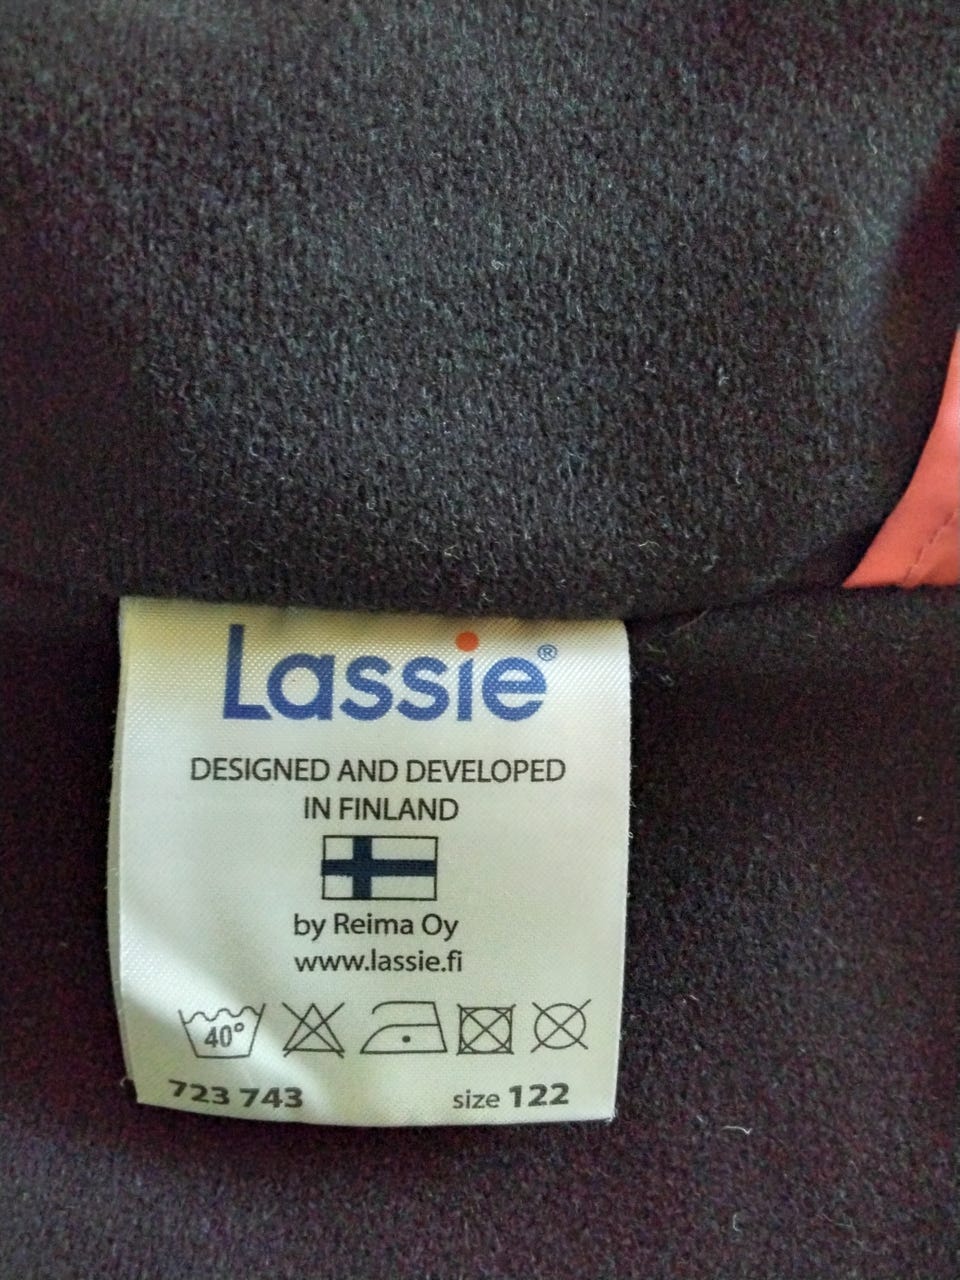 Lassie®
DESIGNED AND DEVELOPED
IN FINLAND
by Reima Oy
www.lassie.fi
40°
723 743 size 122